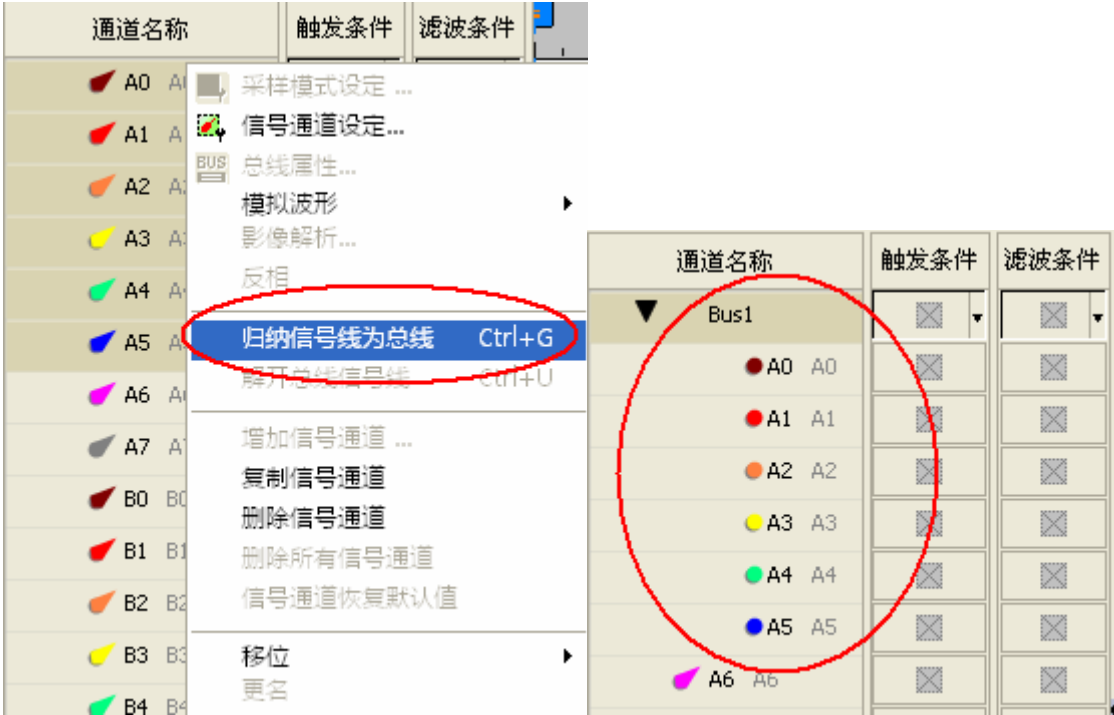 通道名称 触发条件 滤波条件
A0
A1 A
A2
A3
A4
A5
A6
A7
B0 B0
B1 B1
B2 B2
B3 B3
B4 B4
采样模式设定 ...
信号通道设定...
BUS 总线属性...
模拟波形
影像解析...
反相
归纳信号线为总线 Ctrl+G
解开总线信号线 Ctrl+U
增加信号通道 ...
复制信号通道
删除信号通道
删除所有信号通道
信号通道恢复默认值
移位
更名
通道名称 触发条件 滤波条件
Bus1
A0 A0
A1 A1
A2 A2
A3 A3
A4 A4
A5 A5
A6 A6